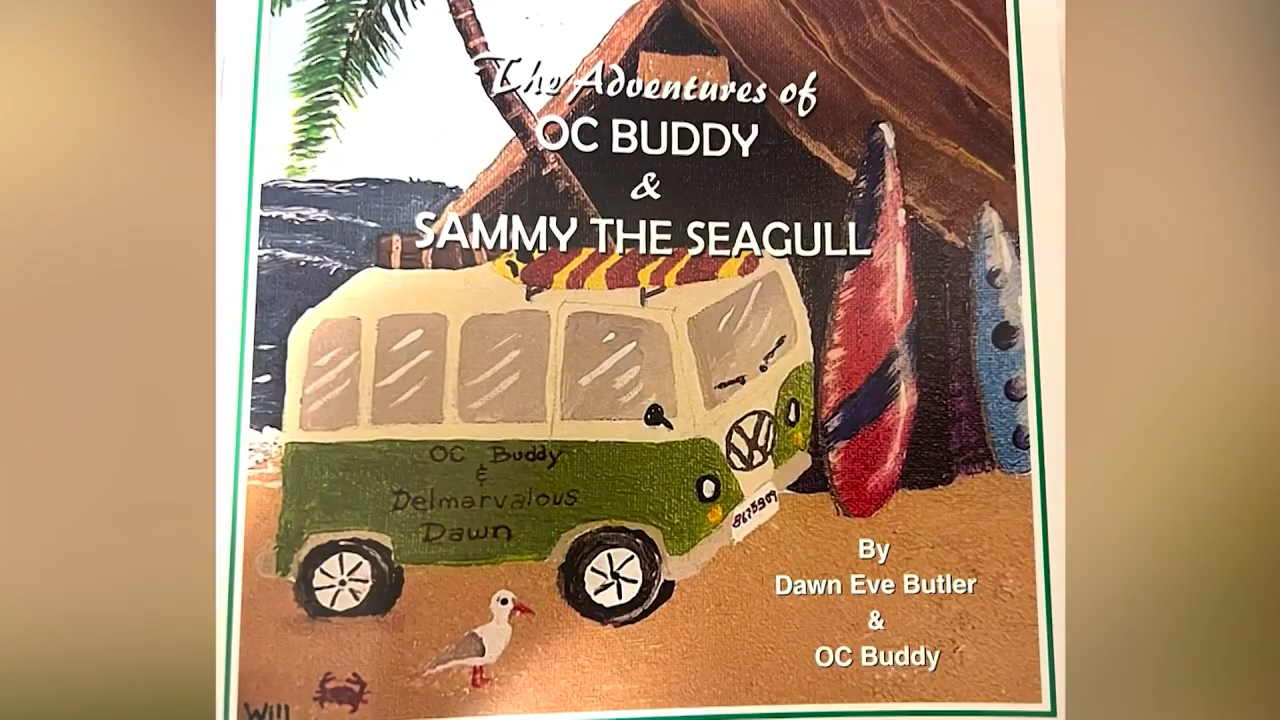 The Adventures of
OC BUDDY
&
SAMMY THE SEAGULL
OC Buddy
&
Delmarvalous
Dawn
8675309
By
Dawn Eve Butler
&
OC Buddy
Will